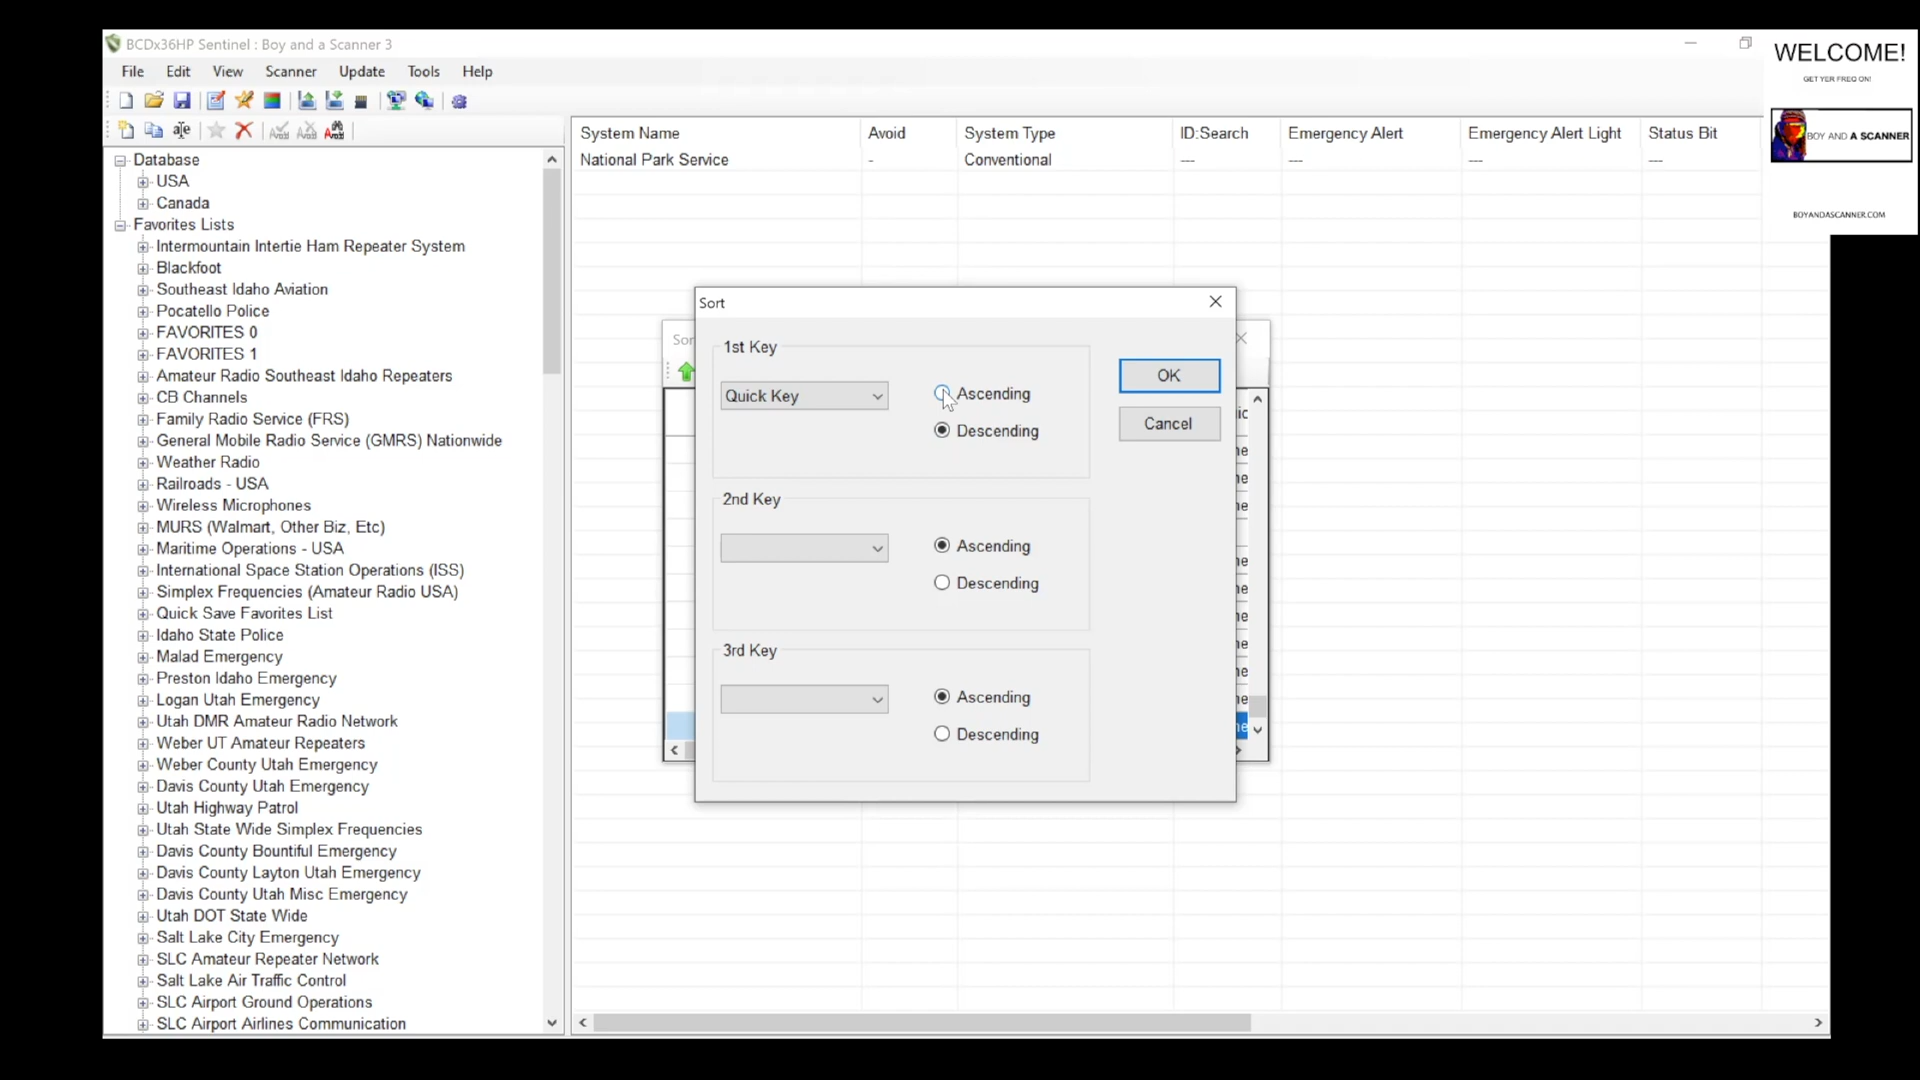 BCDx36HP Sentinel : Boy and a Scanner 3
File Edit View Scanner Update Tools Help
WELCOME!
GET YER FREQ ON!
BOY AND A SCANNER
BOYANDASCANNER.COM
System Name Avoid System Type ID:Search Emergency Alert Emergency Alert Light Status Bit
National Park Service - Conventional --- --- --- ---
Database
USA
Canada
Favorites Lists
Intermountain Intertie Ham Repeater System
Blackfoot
Southeast Idaho Aviation
Pocatello Police
FAVORITES 0
FAVORITES 1
Amateur Radio Southeast Idaho Repeaters
CB Channels
Family Radio Service (FRS)
General Mobile Radio Service (GMRS) Nationwide
Weather Radio
Railroads - USA
Wireless Microphones
MURS (Walmart, Other Biz, Etc)
Maritime Operations - USA
International Space Station Operations (ISS)
Simplex Frequencies (Amateur Radio USA)
Quick Save Favorites List
Idaho State Police
Malad Emergency
Preston Idaho Emergency
Logan Utah Emergency
Utah DMR Amateur Radio Network
Weber UT Amateur Repeaters
Weber County Utah Emergency
Davis County Utah Emergency
Utah Highway Patrol
Utah State Wide Simplex Frequencies
Davis County Bountiful Emergency
Davis County Layton Utah Emergency
Davis County Utah Misc Emergency
Utah DOT State Wide
Salt Lake City Emergency
SLC Amateur Repeater Network
Salt Lake Air Traffic Control
SLC Airport Ground Operations
SLC Airport Airlines Communication
Sort
1st Key
Quick Key
Ascending
Descending
OK
Cancel
2nd Key
Ascending
Descending
3rd Key
Ascending
Descending